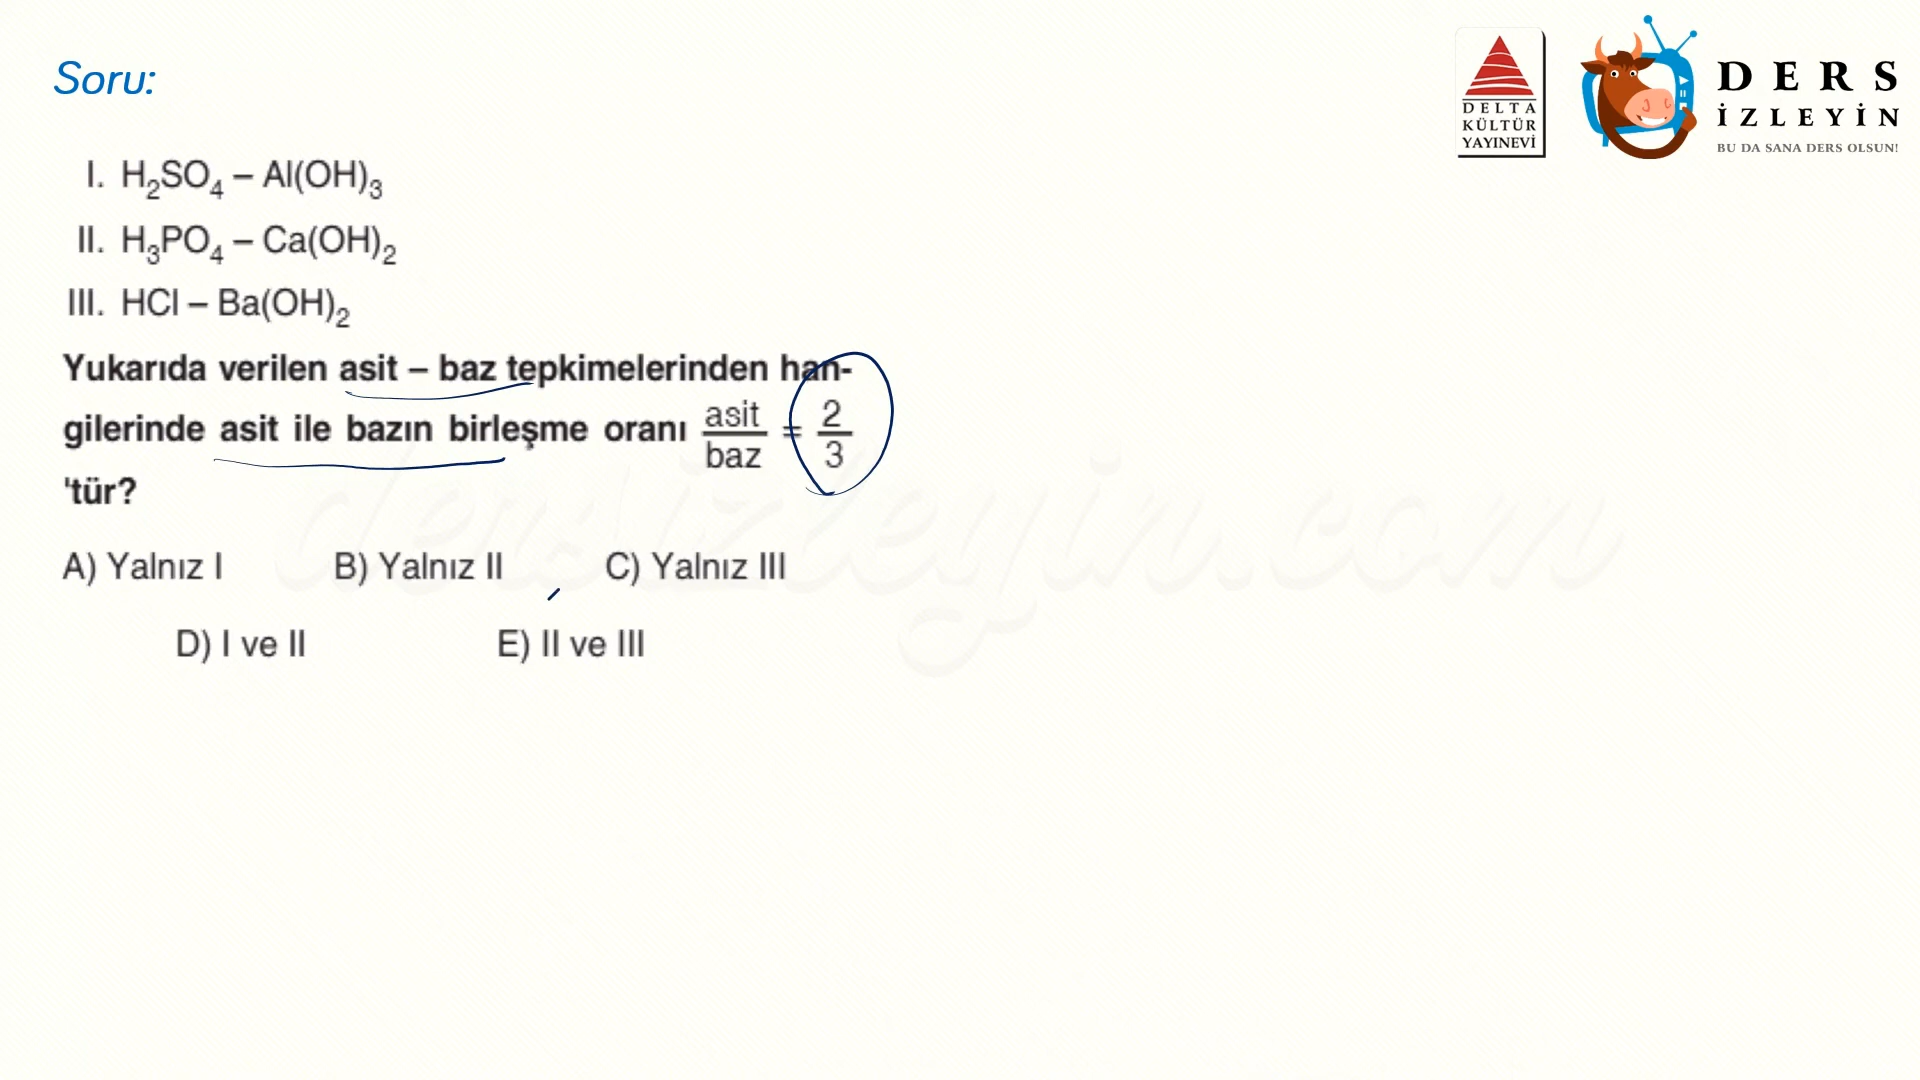 Soru:
DELTA
KÜLTÜR
YAYINEVİ
DERS
İZLEYİN
BU DA SANA DERS OLSUN!
I. H₂SO₄ – Al(OH)₃
II. H₃PO₄ – Ca(OH)₂
III. HCl – Ba(OH)₂
Yukarıda verilen asit – baz tepkimelerinden han-
gilerinde asit ile bazın birleşme oranı asit/baz = 2/3
'tür?
A) Yalnız I B) Yalnız II C) Yalnız III
D) I ve II E) II ve III
dersizleyin.com